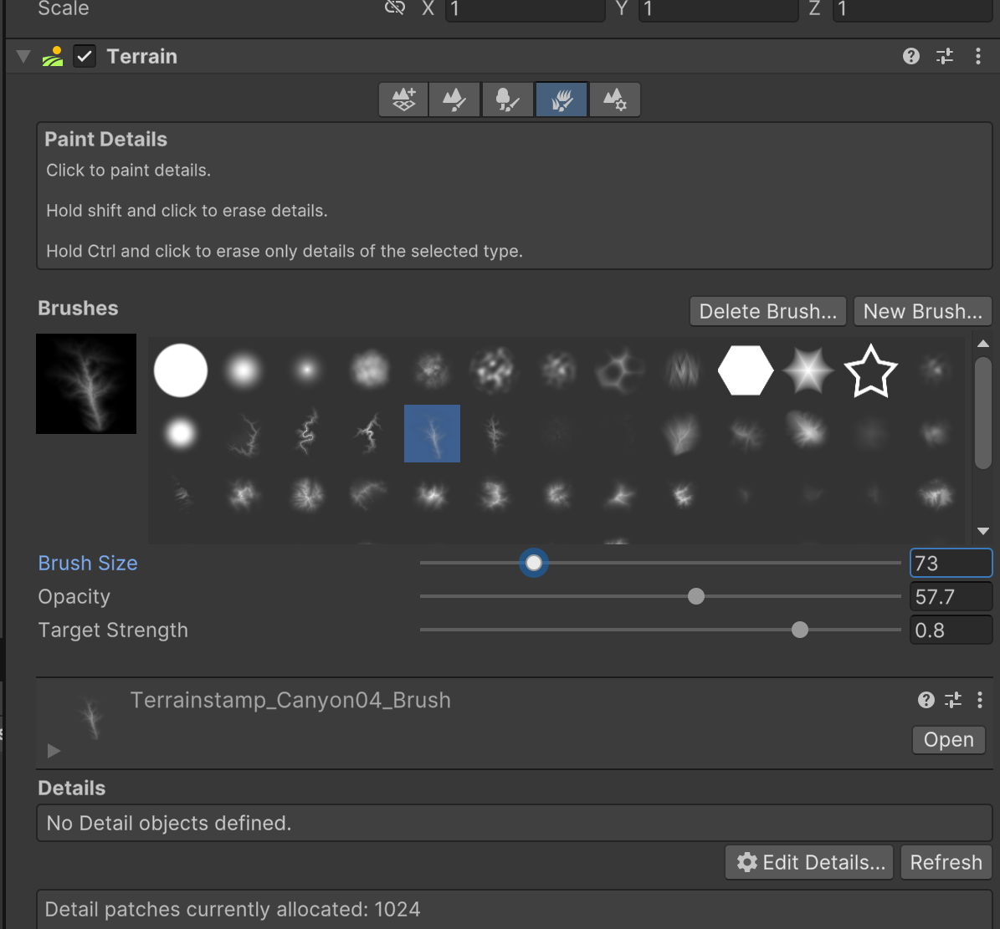 Scale X 1 Y 1 Z 1
Terrain
Paint Details
Click to paint details.
Hold shift and click to erase details.
Hold Ctrl and click to erase only details of the selected type.
Brushes Delete Brush... New Brush...
Brush Size 73
Opacity 57.7
Target Strength 0.8
Terrainstamp_Canyon04_Brush
Open
Details
No Detail objects defined.
Edit Details... Refresh
Detail patches currently allocated: 1024